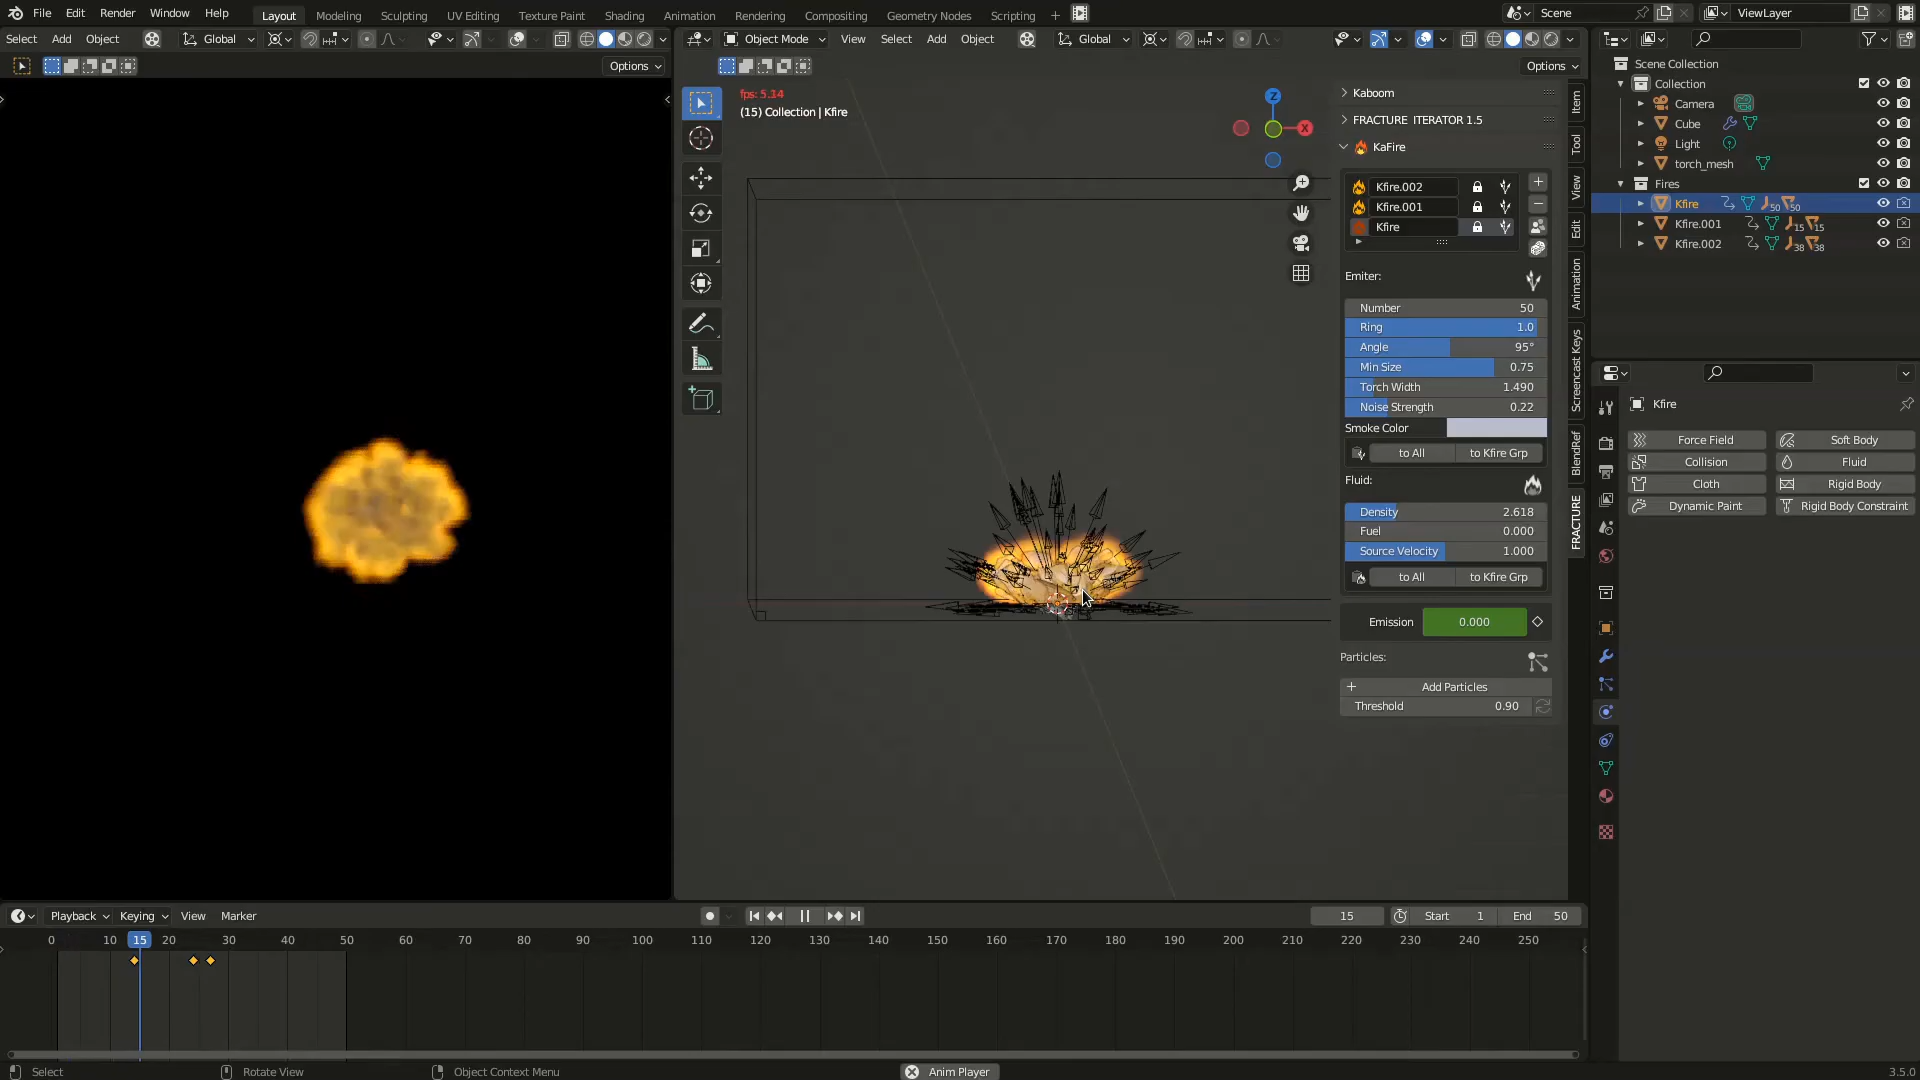 File Edit Render Window Help Layout Modeling Sculpting UV Editing Texture Paint Shading Animation Rendering Compositing Geometry Nodes Scripting + Scene ViewLayer
Select Add Object Global Object Mode View Select Add Object Global
Options Options
fps: 5.14
(15) Collection | Kfire
Z
X
Kaboom
FRACTURE ITERATOR 1.5
KaFire
Kfire.002
Kfire.001
Kfire
Emiter:
Number 50
Ring 1.0
Angle 95°
Min Size 0.75
Torch Width 1.490
Noise Strength 0.22
Smoke Color
to All to Kfire Grp
Fluid:
Density 2.618
Fuel 0.000
Source Velocity 1.000
to All to Kfire Grp
Emission 0.000
Particles:
Add Particles
Threshold 0.90
Item
Tool
View
Edit
Animation
Screencast Keys
BlendRef
FRACTURE
Scene Collection
Collection
Camera
Cube
Light
torch_mesh
Fires
Kfire 50 50
Kfire.001 15 15
Kfire.002 38 38
Kfire
Force Field Soft Body
Collision Fluid
Cloth Rigid Body
Dynamic Paint Rigid Body Constraint
Playback Keying View Marker 15 Start 1 End 50
0 10 15 20 30 40 50 60 70 80 90 100 110 120 130 140 150 160 170 180 190 200 210 220 230 240 250
Select Rotate View Object Context Menu Anim Player 3.5.0